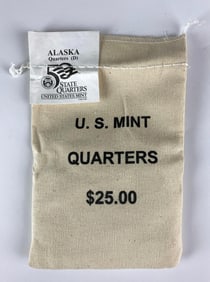 ALASKA
Quarters (D)
50
STATE
QUARTERS
UNITED STATES MINT
U. S. MINT
QUARTERS
$25.00